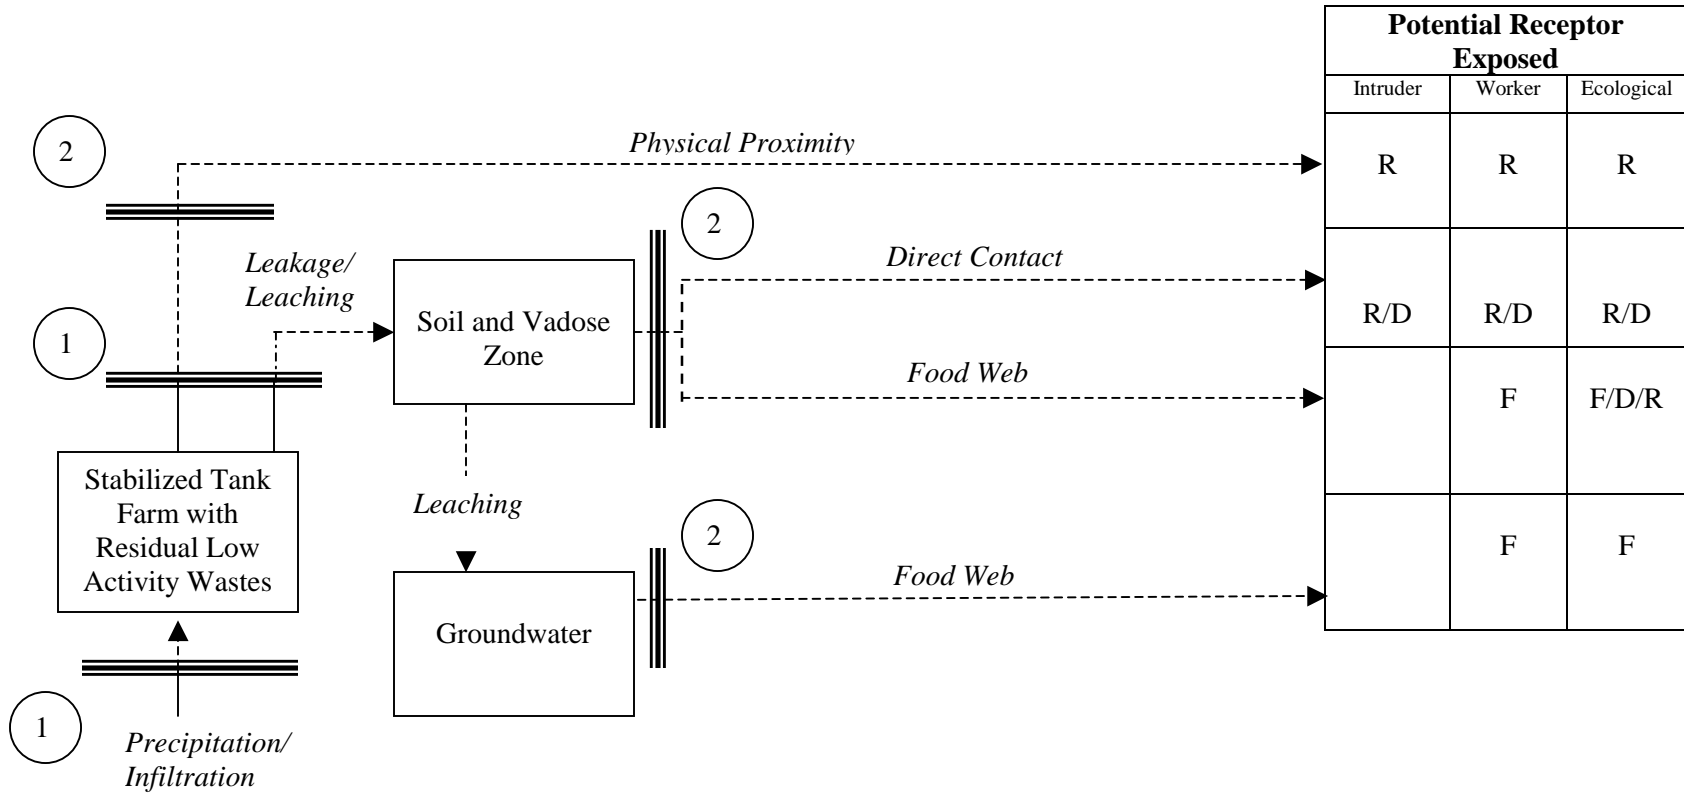 Potential Receptor
Exposed
Intruder Worker Ecological
2
Physical Proximity
R R R
2
Leakage/
Leaching
Direct Contact
1
Soil and Vadose
Zone
R/D R/D R/D
Food Web
F F/D/R
Stabilized Tank
Farm with
Residual Low
Activity Wastes
Leaching
2
F F
Food Web
Groundwater
1
Precipitation/
Infiltration